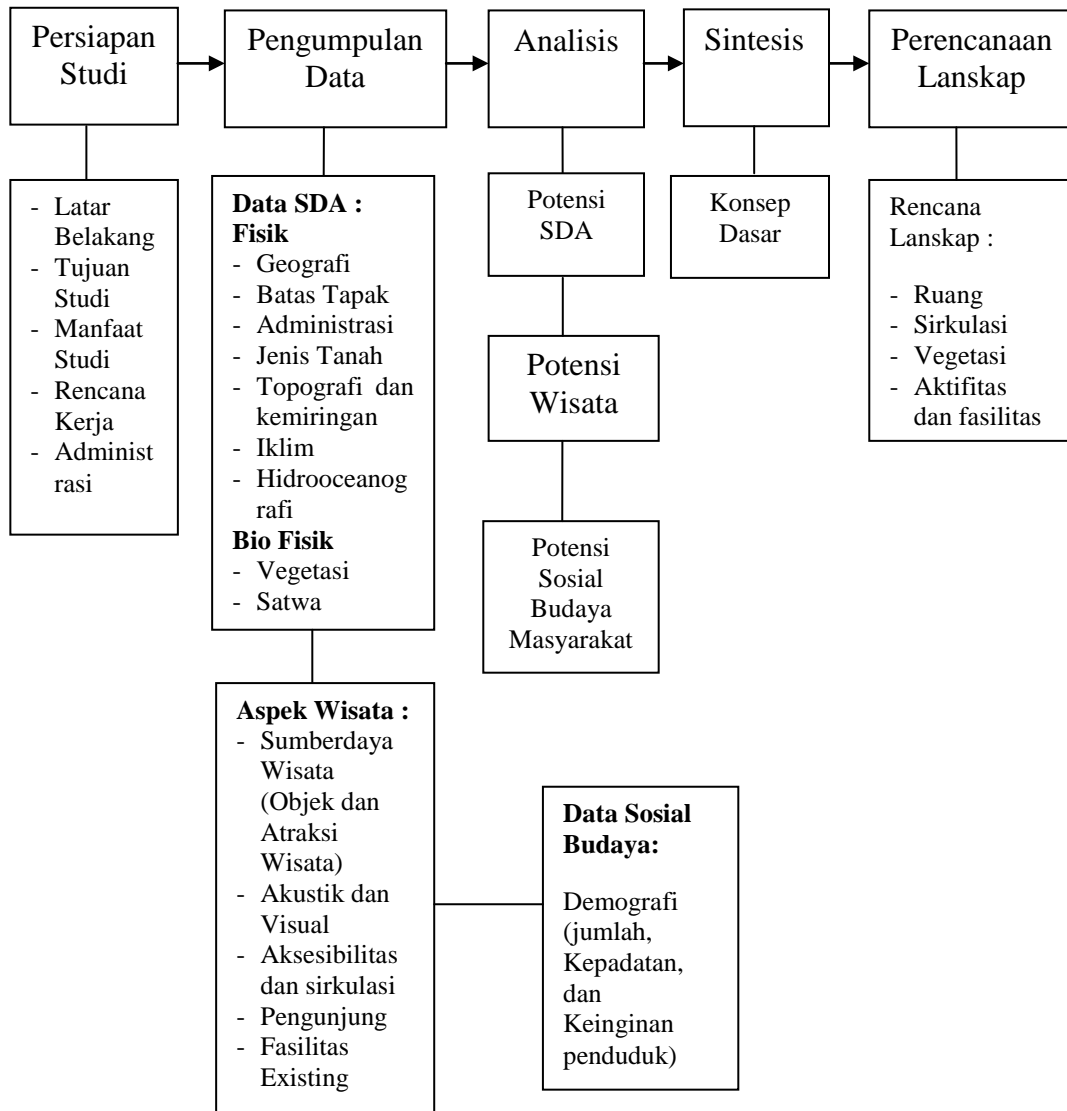 Persiapan
Studi
Pengumpulan
Data
Analisis
Sintesis
Perencanaan
Lanskap
- Latar
Belakang
- Tujuan
Studi
- Manfaat
Studi
- Rencana
Kerja
- Administ
rasi
Data SDA :
Fisik
- Geografi
- Batas Tapak
- Administrasi
- Jenis Tanah
- Topografi dan
kemiringan
- Iklim
- Hidrooceanog
rafi
Bio Fisik
- Vegetasi
- Satwa
Aspek Wisata :
- Sumberdaya
Wisata
(Objek dan
Atraksi
Wisata)
- Akustik dan
Visual
- Aksesibilitas
dan sirkulasi
- Pengunjung
- Fasilitas
Existing
Data Sosial
Budaya:
Demografi
(jumlah,
Kepadatan,
dan
Keinginan
penduduk)
Potensi
SDA
Potensi
Wisata
Potensi
Sosial
Budaya
Masyarakat
Konsep
Dasar
Rencana
Lanskap :
- Ruang
- Sirkulasi
- Vegetasi
- Aktifitas
dan fasilitas